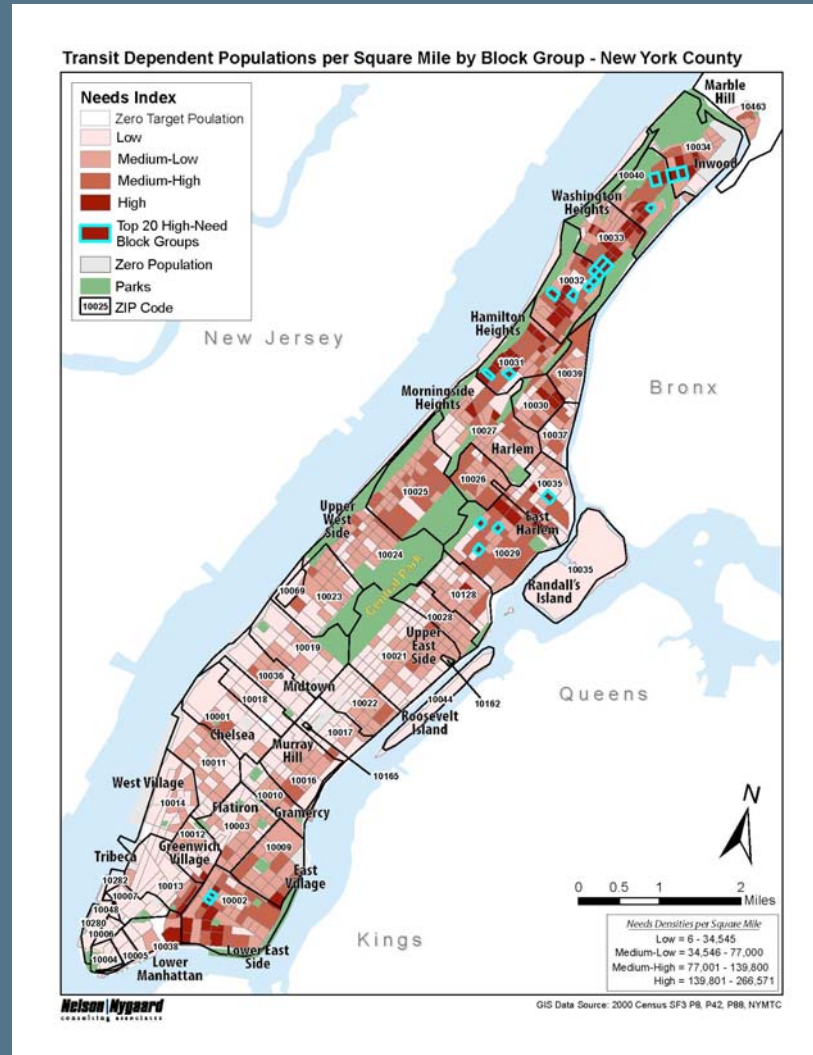 Transit Dependent Populations per Square Mile by Block Group - New York County
Needs Index
Zero Target Poulation
Low
Medium-Low
Medium-High
High
Top 20 High-Need
Block Groups
Zero Population
Parks
10025 ZIP Code
Marble
Hill
10463
10034
Inwood
10040
Washington
Heights
10033
10032
Hamilton
Heights
New Jersey
10031
10039
Bronx
Morningside
Heights
10030
10027
10037
Harlem
10026
10035
10025
Upper
West
Side
East
Harlem
10029
10024
10035
Randall's
Island
Central Park
10069
10023
10128
10028
Upper
East
Side
10019
10021
10036
Midtown
10162
10018
10044
Queens
10022
Roosevelt
Island
10001
Chelsea
10017
Murray
Hill
10165
10011
West Village
10016
10010
10014
Flatiron
Gramercy
10003
10012
Greenwich
Village
10009
Tribeca
East
Village
10282
10013
10007
10002
10048
10280
10006
10038
Kings
10004
10005
Lower
Manhattan
Lower East
Side
N
0 0.5 1 2
Miles
Needs Densities per Square Mile
Low = 6 - 34,545
Medium-Low = 34,546 - 77,000
Medium-High = 77,001 - 139,800
High = 139,801 - 266,571
Nelson|Nygaard
consulting associates
GIS Data Source: 2000 Census SF3 P8, P42, P88, NYMTC